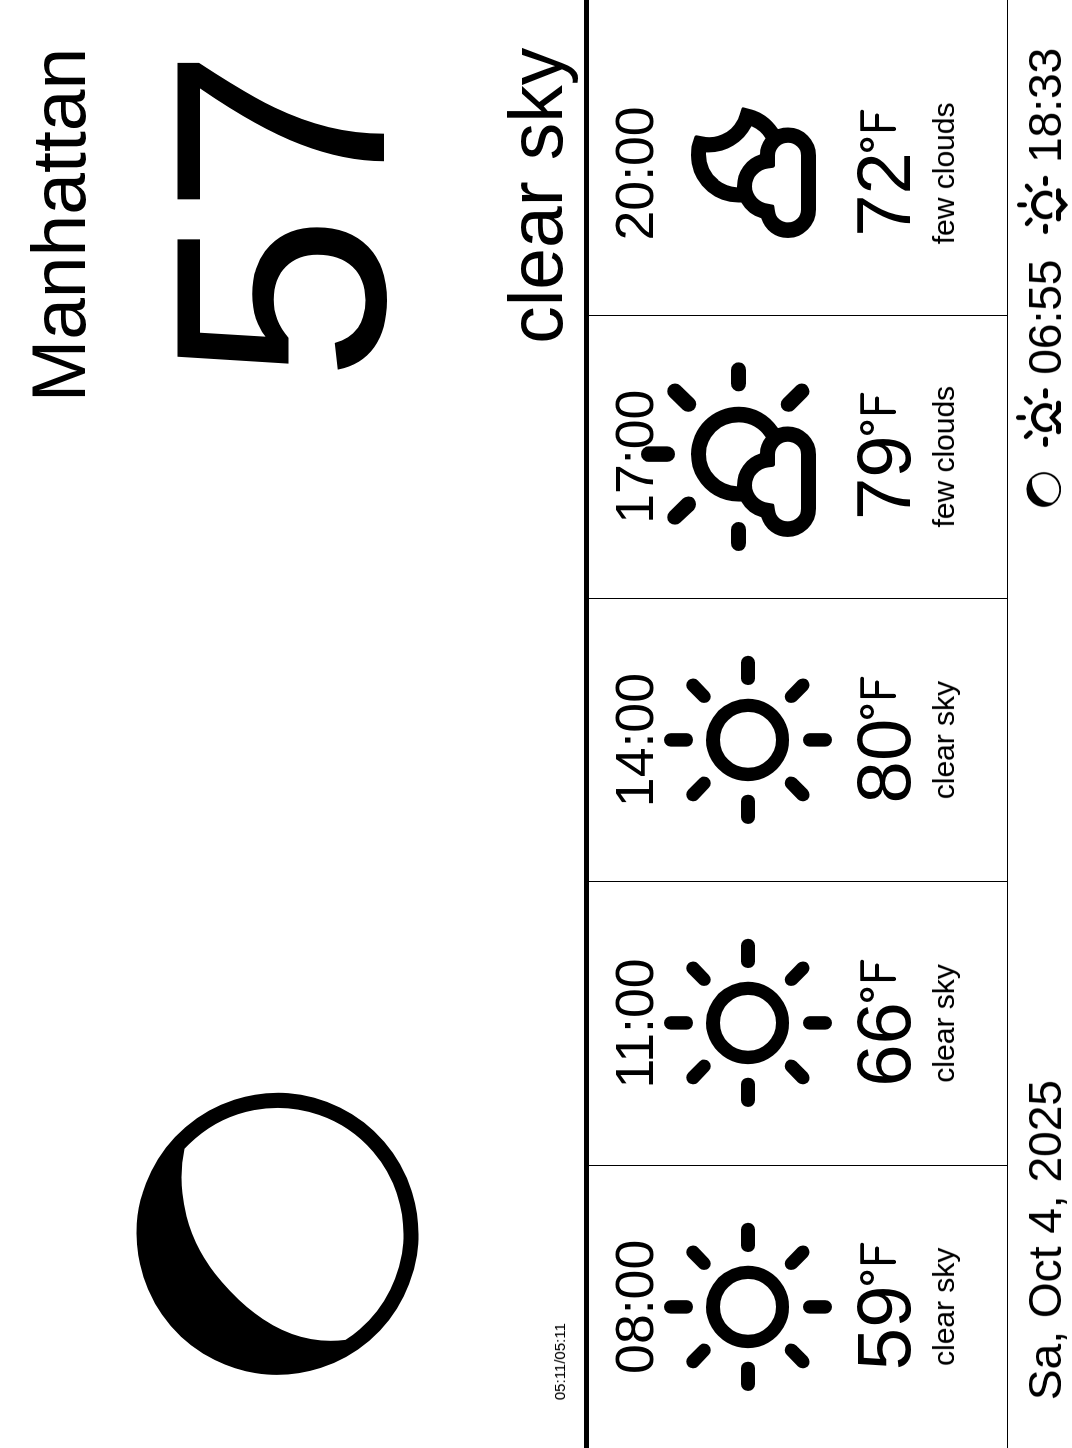 Manhattan
57
clear sky
05:11/05:11
08:00 11:00 14:00 17:00 20:00
59°F 66°F 80°F 79°F 72°F
clear sky clear sky clear sky few clouds few clouds
Sa, Oct 4, 2025 06:55 18:33